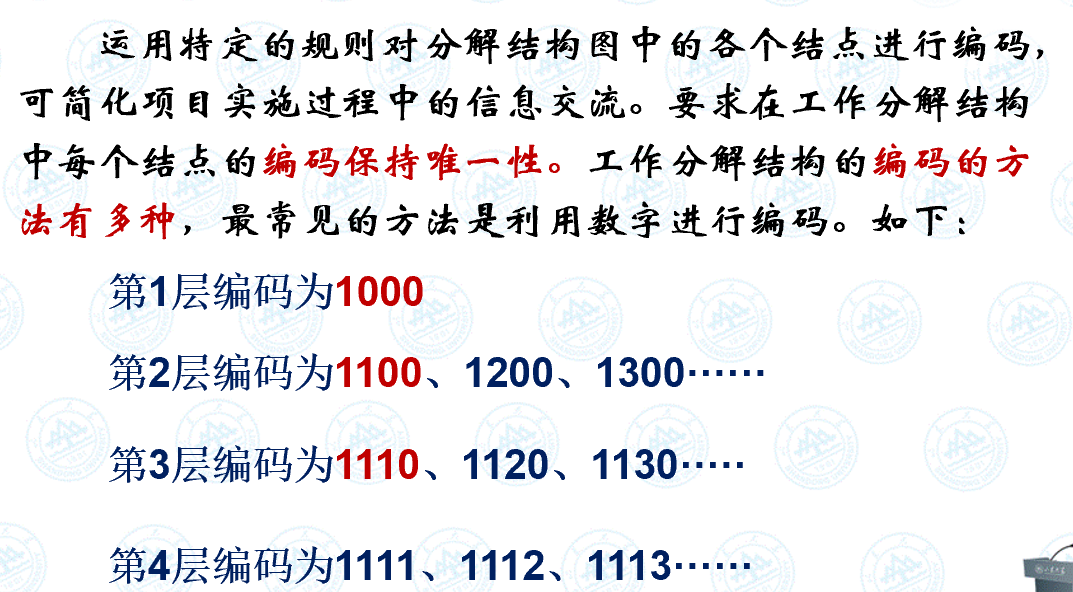 运用特定的规则对分解结构图中的各个结点进行编码，
可简化项目实施过程中的信息交流。要求在工作分解结构
中每个结点的编码保持唯一性。工作分解结构的编码的方
法有多种，最常见的方法是利用数字进行编码。如下：
第1层编码为1000
第2层编码为1100、1200、1300······
第3层编码为1110、1120、1130·····
第4层编码为1111、1112、1113······